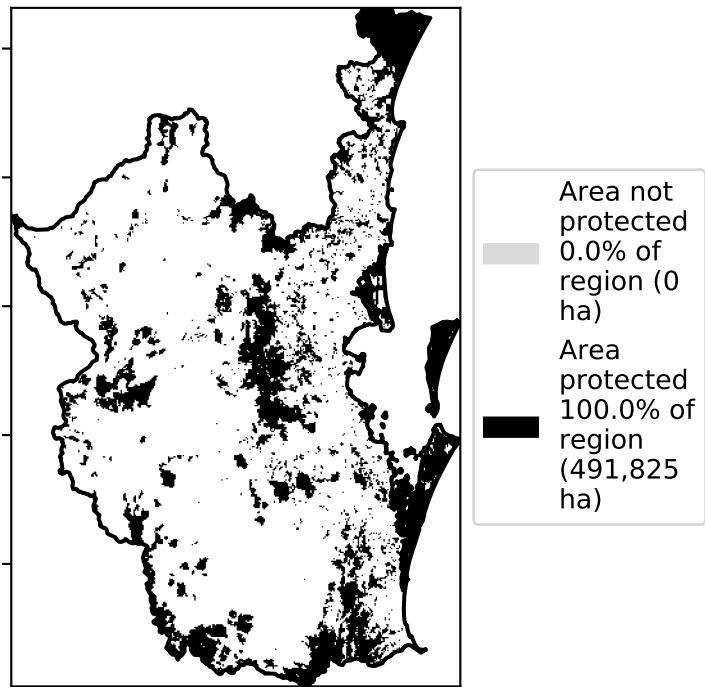 Area not
protected
0.0% of
region (0
ha)
Area
protected
100.0% of
region
(491,825
ha)